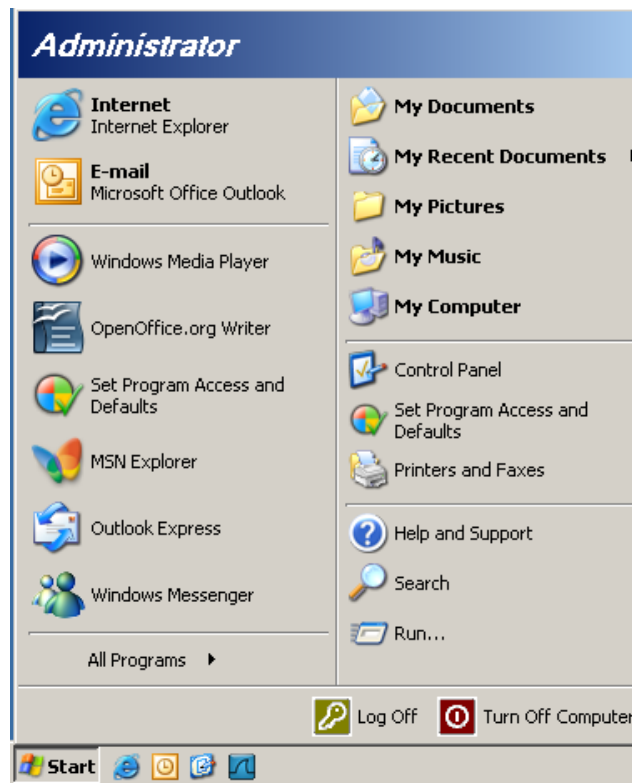 Administrator
Internet
Internet Explorer
E-mail
Microsoft Office Outlook
Windows Media Player
OpenOffice.org Writer
Set Program Access and
Defaults
MSN Explorer
Outlook Express
Windows Messenger
All Programs
My Documents
My Recent Documents
My Pictures
My Music
My Computer
Control Panel
Set Program Access and
Defaults
Printers and Faxes
Help and Support
Search
Run...
Log Off
Turn Off Computer
Start